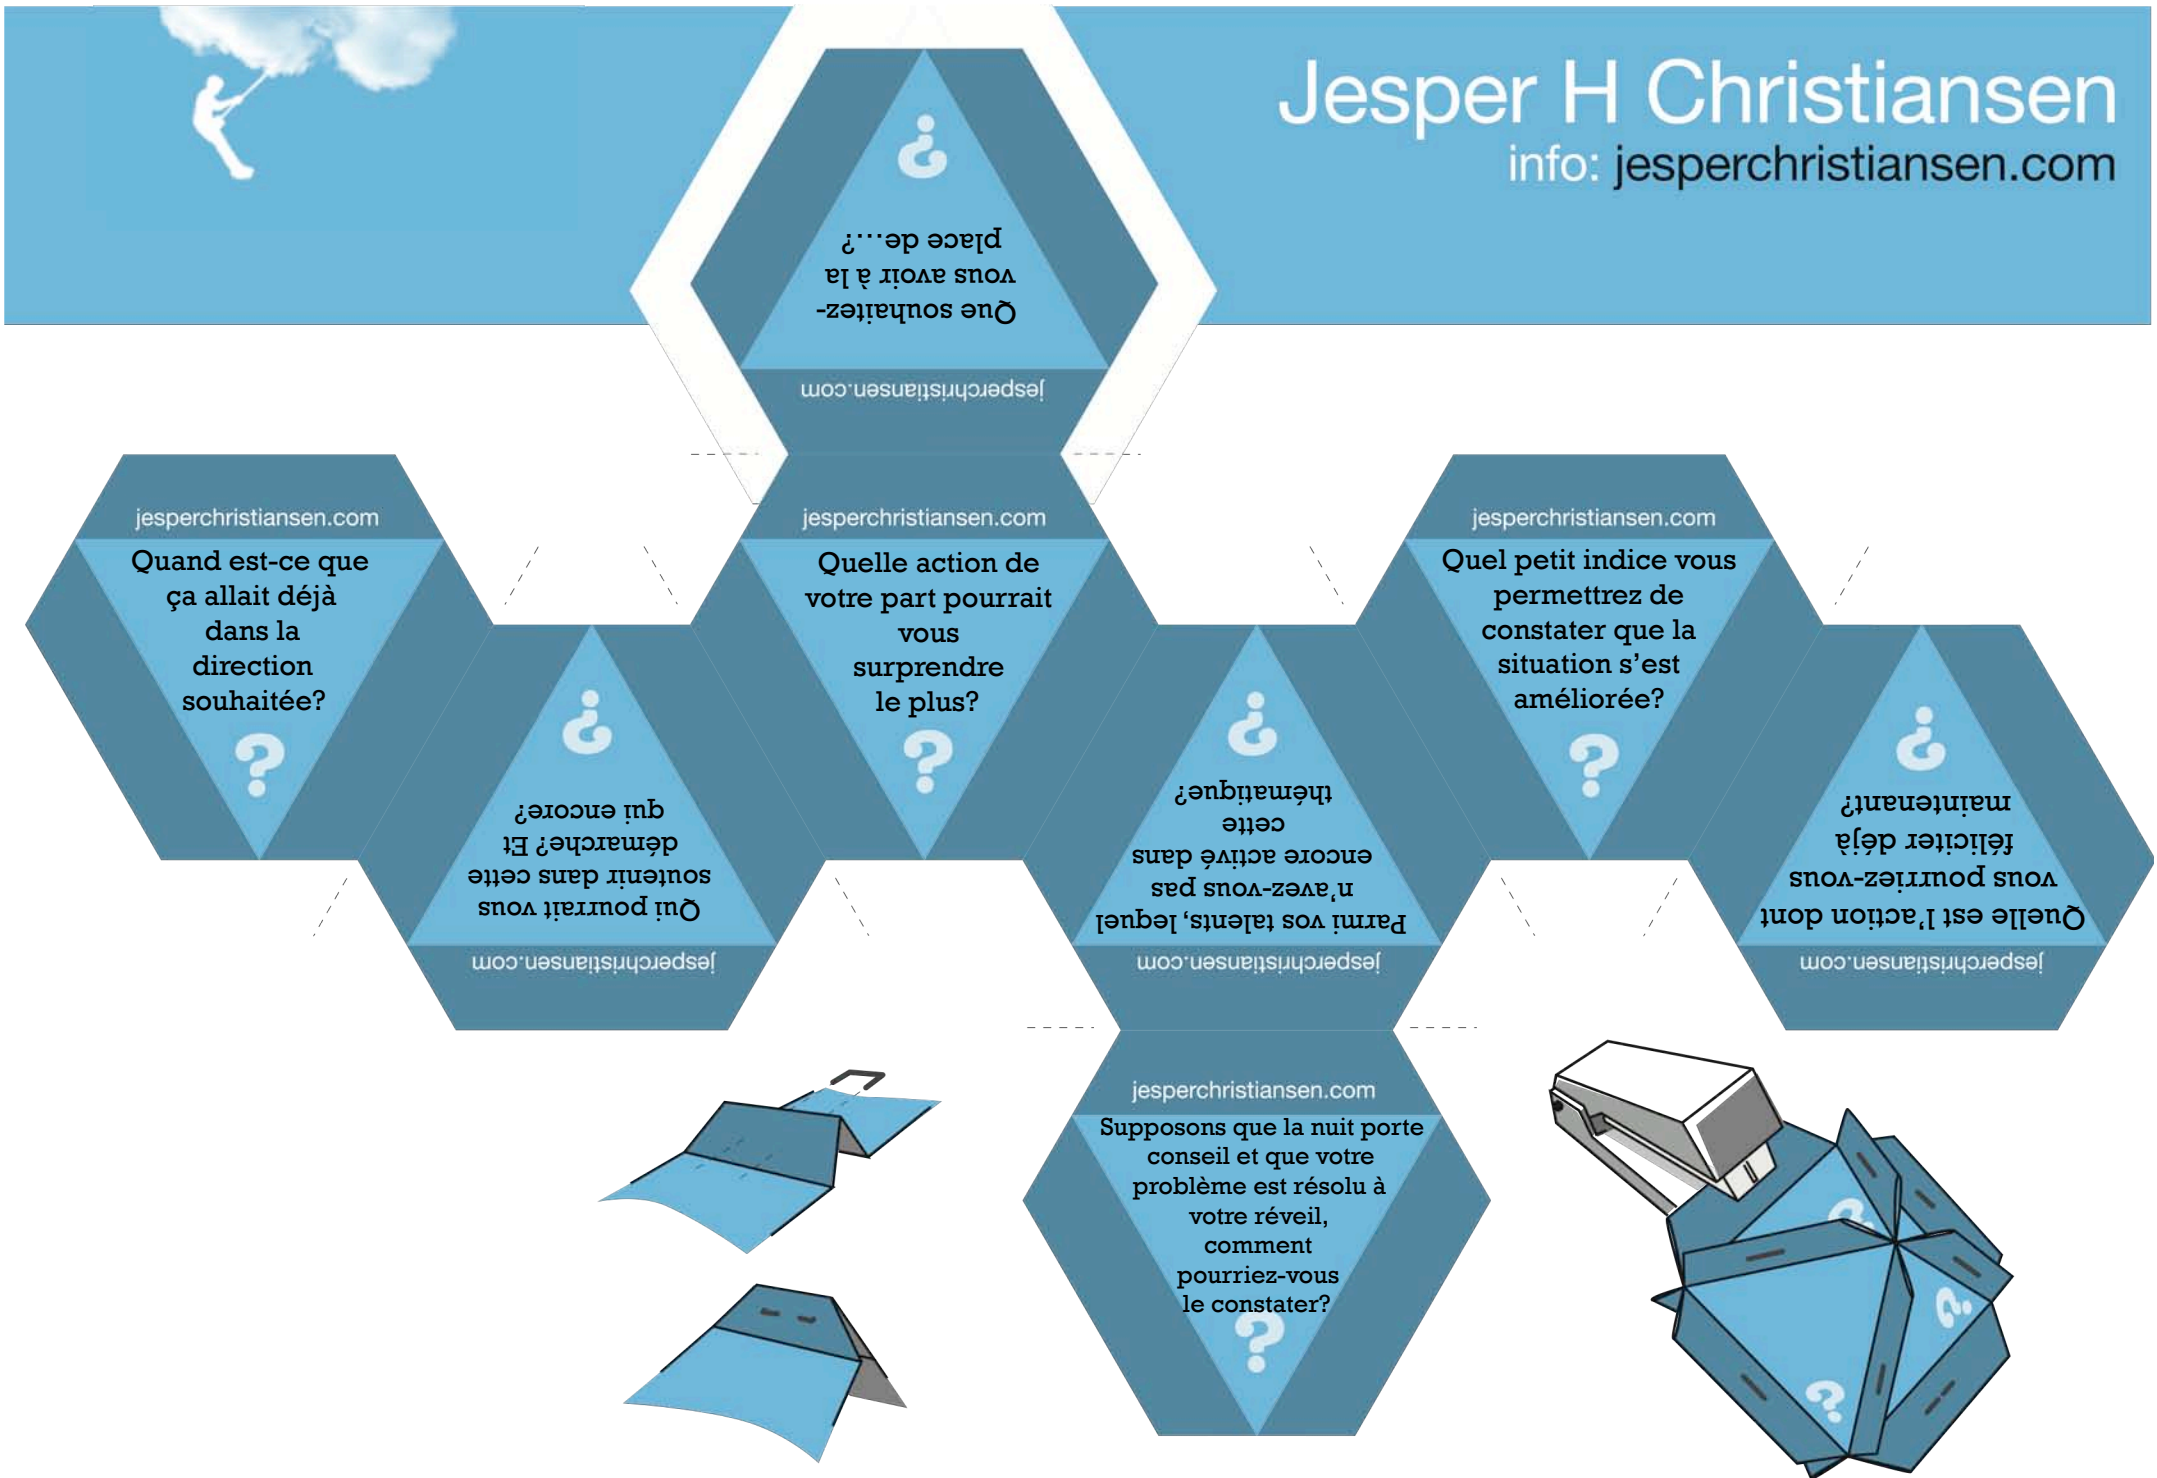 Jesper H Christiansen
info: jesperchristiansen.com
Que souhaitez-
vous avoir à la
place de...?
jesperchristiansen.com
jesperchristiansen.com
Quand est-ce que
ça allait déjà
dans la
direction
souhaitée?
?
Qui pourrait vous
soutenir dans cette
démarche? Et
qui encore?
?
jesperchristiansen.com
jesperchristiansen.com
Quelle action de
votre part pourrait
vous
surprendre
le plus?
?
Parmi vos talents, lequel
n'avez-vous pas
encore activé dans
cette
thématique?
?
jesperchristiansen.com
jesperchristiansen.com
Quel petit indice vous
permettrez de
constater que la
situation s'est
améliorée?
?
Quelle est l'action dont
vous pourriez-vous
féliciter déjà
maintenant?
?
jesperchristiansen.com
jesperchristiansen.com
Supposons que la nuit porte
conseil et que votre
problème est résolu à
votre réveil,
comment
pourriez-vous
le constater?
?
?
?
?
?